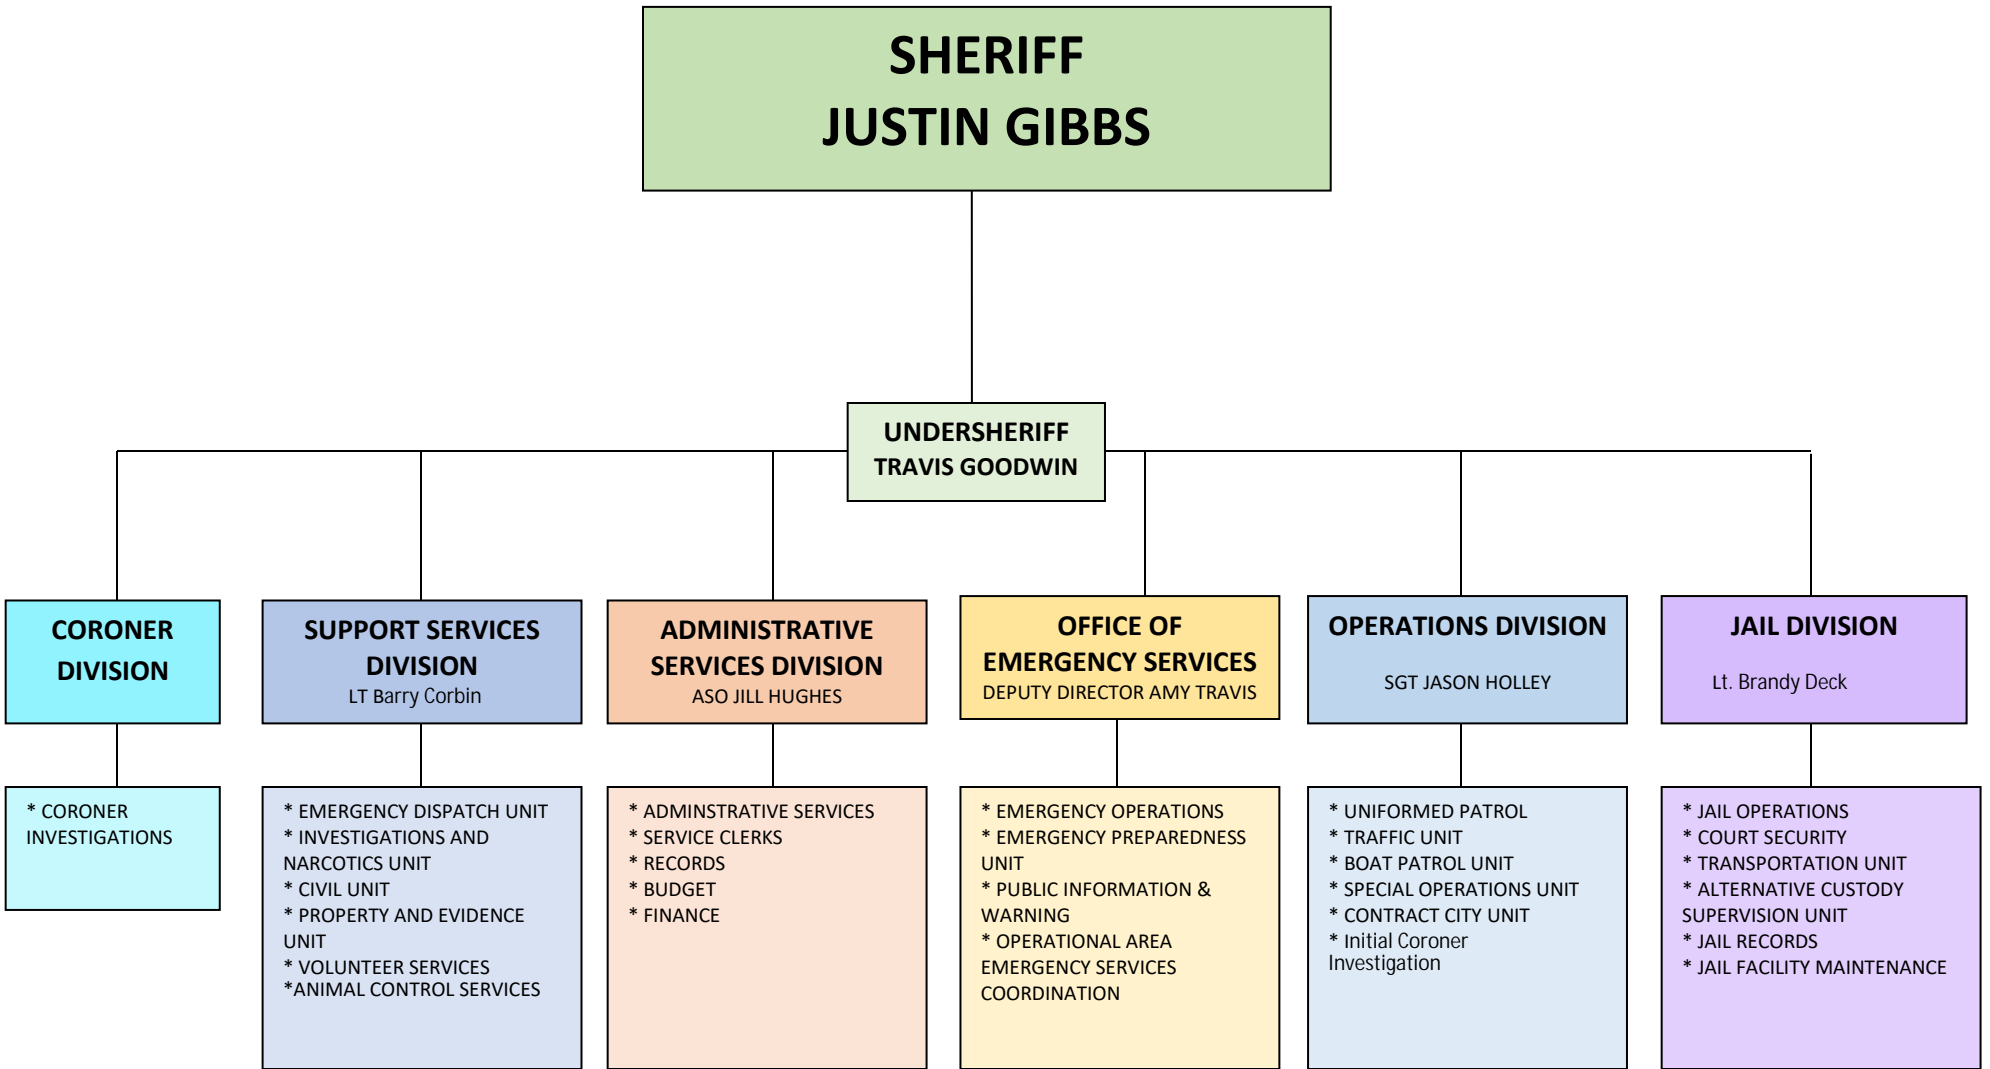 SHERIFF
JUSTIN GIBBS
UNDERSHERIFF
TRAVIS GOODWIN
CORONER
DIVISION
SUPPORT SERVICES
DIVISION
LT Barry Corbin
ADMINISTRATIVE
SERVICES DIVISION
ASO JILL HUGHES
OFFICE OF
EMERGENCY SERVICES
DEPUTY DIRECTOR AMY TRAVIS
OPERATIONS DIVISION
SGT JASON HOLLEY
JAIL DIVISION
Lt. Brandy Deck
* CORONER
INVESTIGATIONS
* EMERGENCY DISPATCH UNIT
* INVESTIGATIONS AND
NARCOTICS UNIT
* CIVIL UNIT
* PROPERTY AND EVIDENCE
UNIT
* VOLUNTEER SERVICES
*ANIMAL CONTROL SERVICES
* ADMINSTRATIVE SERVICES
* SERVICE CLERKS
* RECORDS
* BUDGET
* FINANCE
* EMERGENCY OPERATIONS
* EMERGENCY PREPAREDNESS
UNIT
* PUBLIC INFORMATION &
WARNING
* OPERATIONAL AREA
EMERGENCY SERVICES
COORDINATION
* UNIFORMED PATROL
* TRAFFIC UNIT
* BOAT PATROL UNIT
* SPECIAL OPERATIONS UNIT
* CONTRACT CITY UNIT
* Initial Coroner
Investigation
* JAIL OPERATIONS
* COURT SECURITY
* TRANSPORTATION UNIT
* ALTERNATIVE CUSTODY
SUPERVISION UNIT
* JAIL RECORDS
* JAIL FACILITY MAINTENANCE